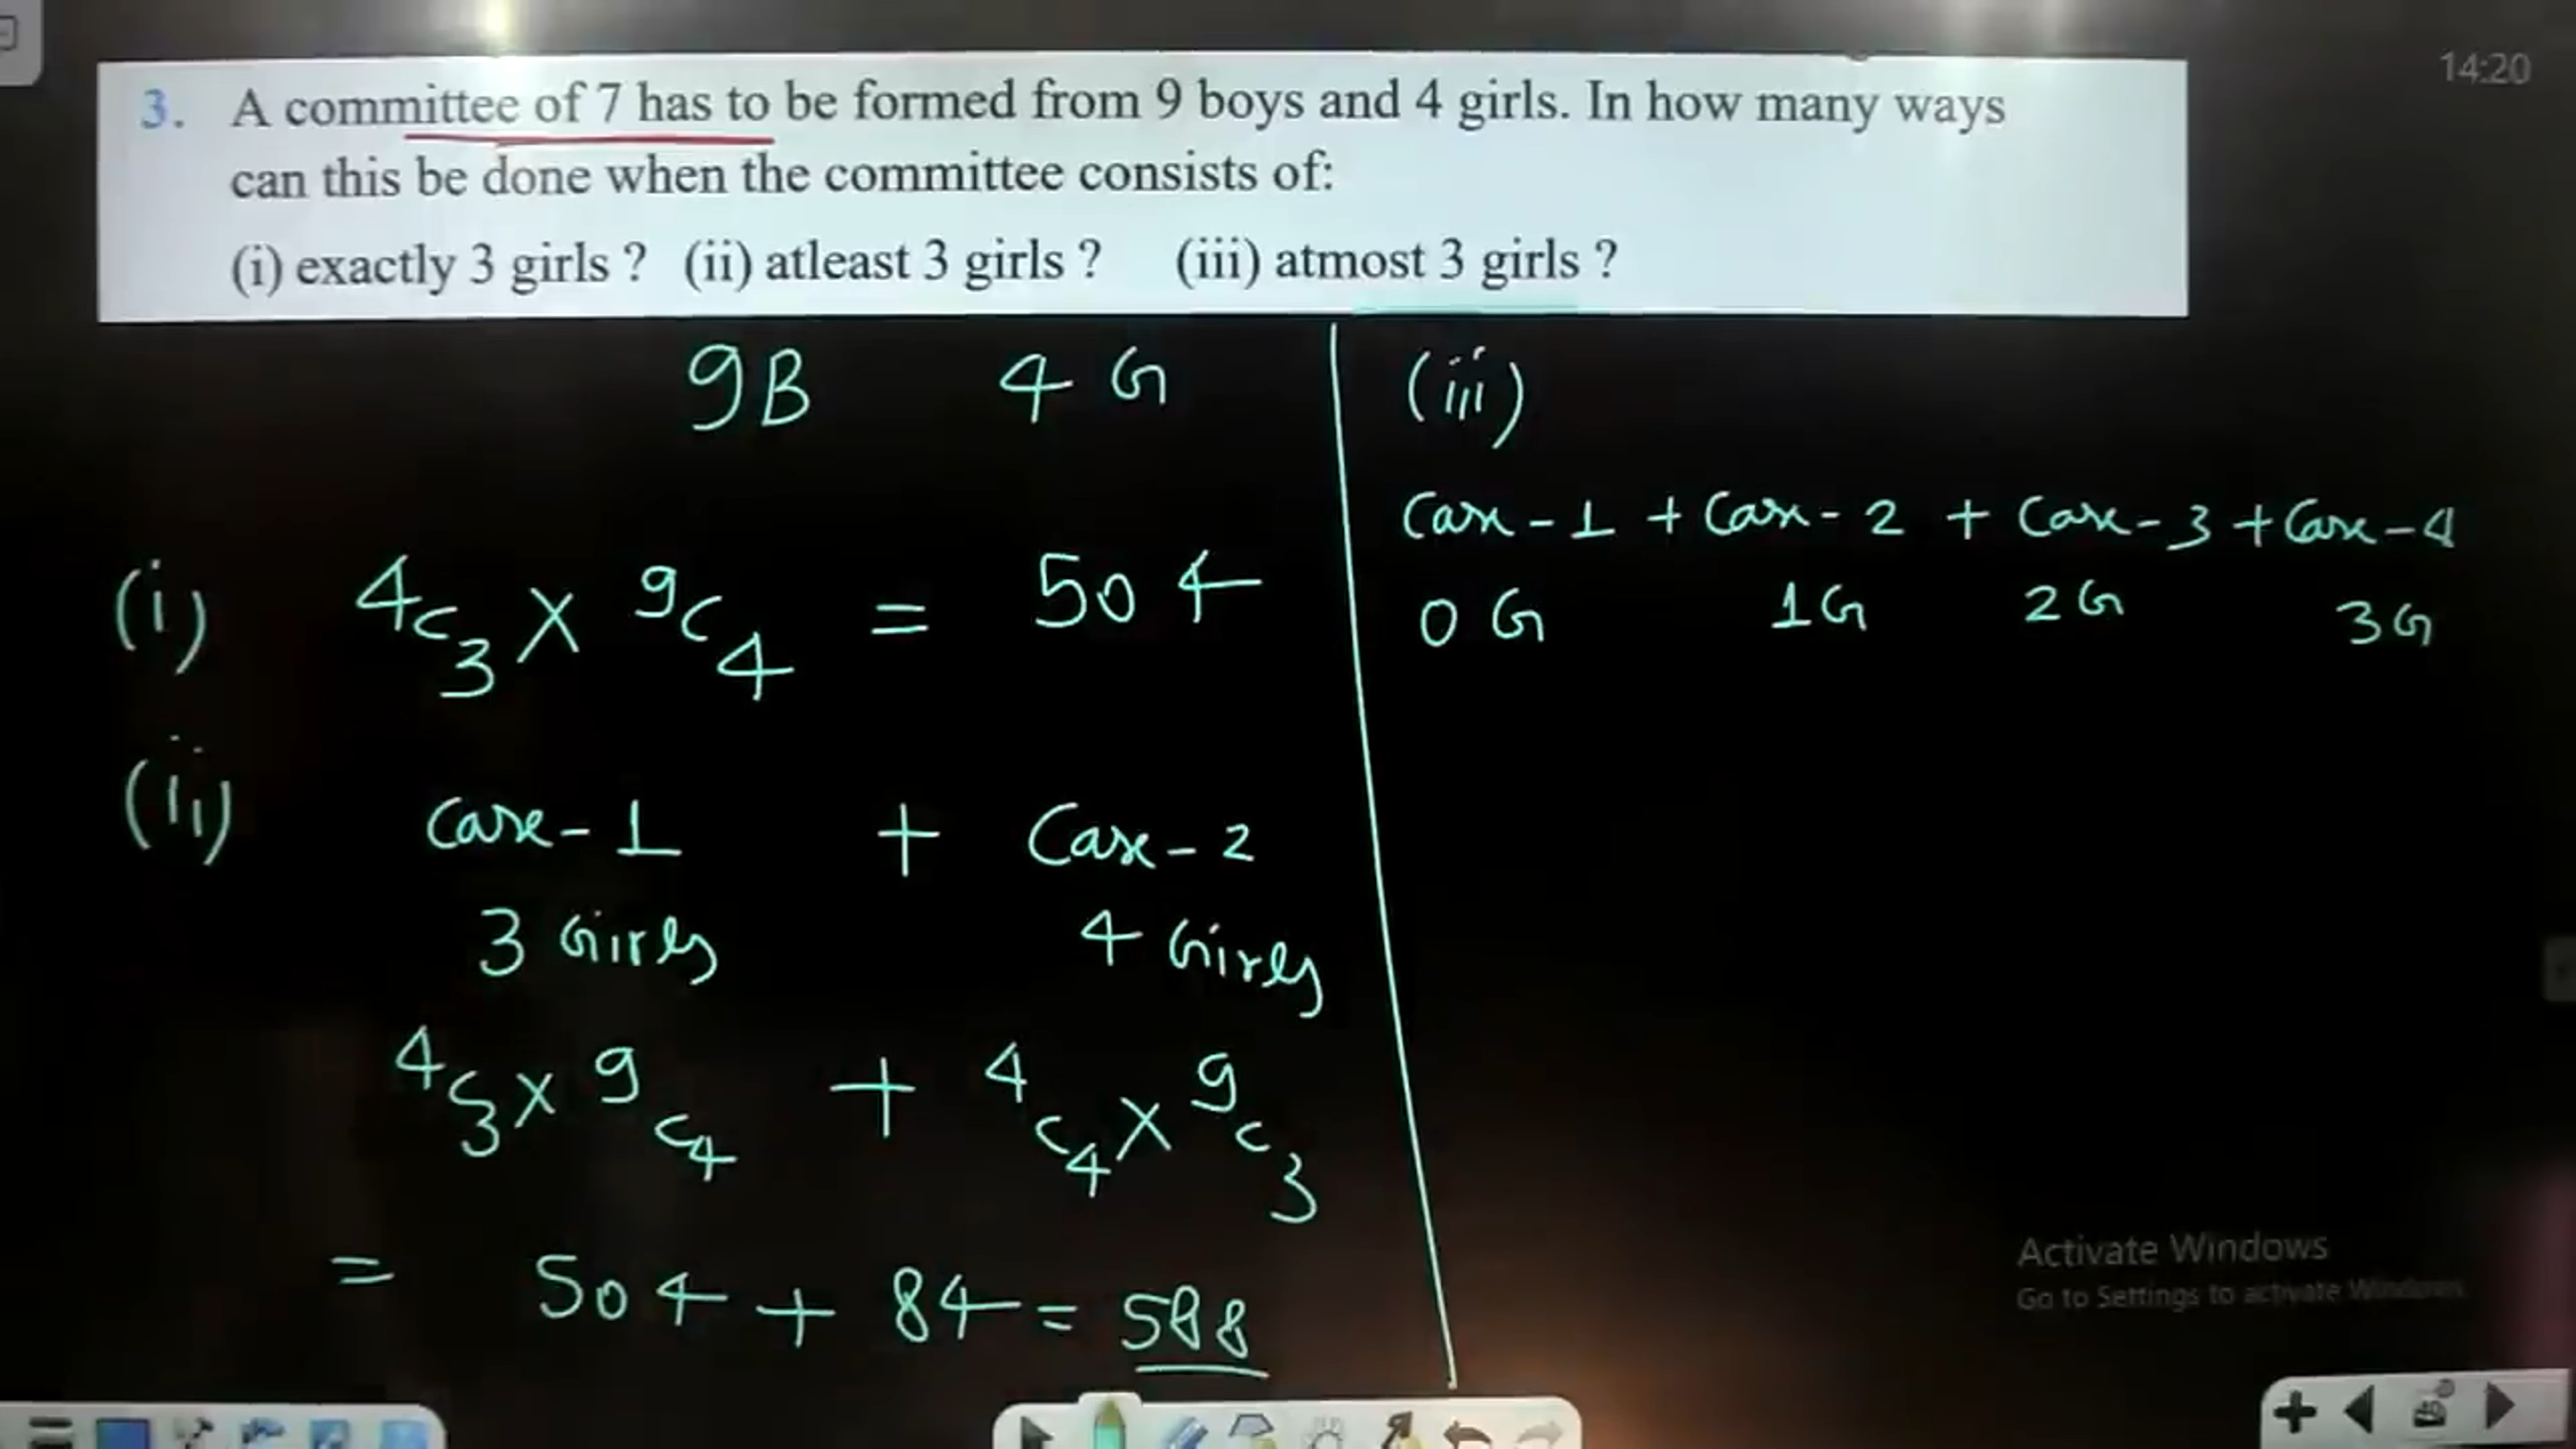 14:20
3. A committee of 7 has to be formed from 9 boys and 4 girls. In how many ways
can this be done when the committee consists of:
(i) exactly 3 girls ? (ii) atleast 3 girls ? (iii) atmost 3 girls ?
9B 4 G
(i) 4C3 X 9C4 = 504
(ii) Case-1 + Case-2
3 Girls 4 Girls
4C3 X 9C4 + 4C4 X 9C3
= 504 + 84 = 588
(iii)
Case-1 + Case-2 + Case-3 + Case-4
0 G 1G 2G 3G
Activate Windows
Go to Settings to activate Windows.